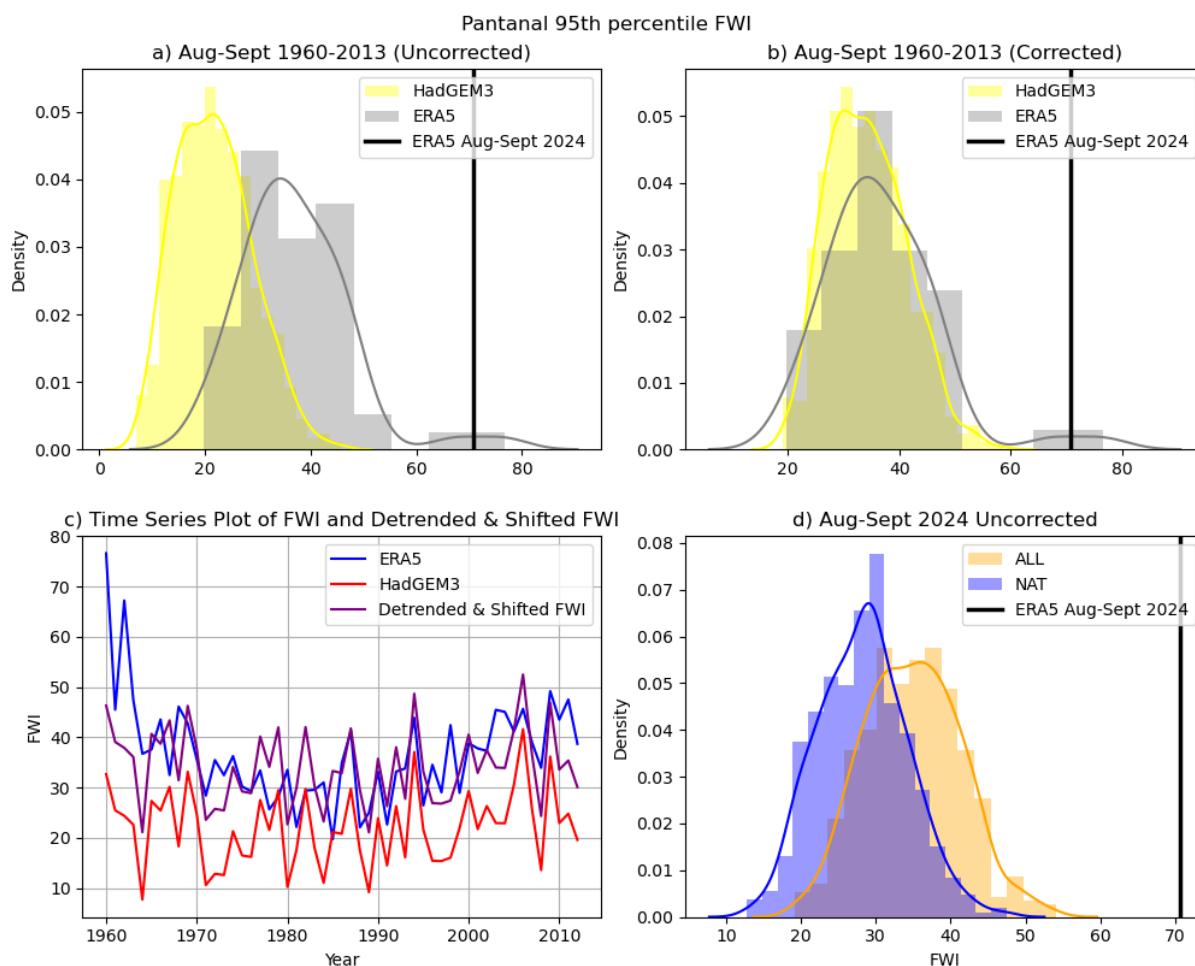 Pantanal 95th percentile FWI
a) Aug-Sept 1960-2013 (Uncorrected)
HadGEM3
ERA5
ERA5 Aug-Sept 2024
Density
0.05
0.04
0.03
0.02
0.01
0.00
0 20 40 60 80
b) Aug-Sept 1960-2013 (Corrected)
HadGEM3
ERA5
ERA5 Aug-Sept 2024
Density
0.05
0.04
0.03
0.02
0.01
0.00
20 40 60 80
c) Time Series Plot of FWI and Detrended & Shifted FWI
ERA5
HadGEM3
Detrended & Shifted FWI
FWI
80
70
60
50
40
30
20
10
1960 1970 1980 1990 2000 2010
Year
d) Aug-Sept 2024 Uncorrected
ALL
NAT
ERA5 Aug-Sept 2024
Density
0.08
0.07
0.06
0.05
0.04
0.03
0.02
0.01
0.00
10 20 30 40 50 60 70
FWI